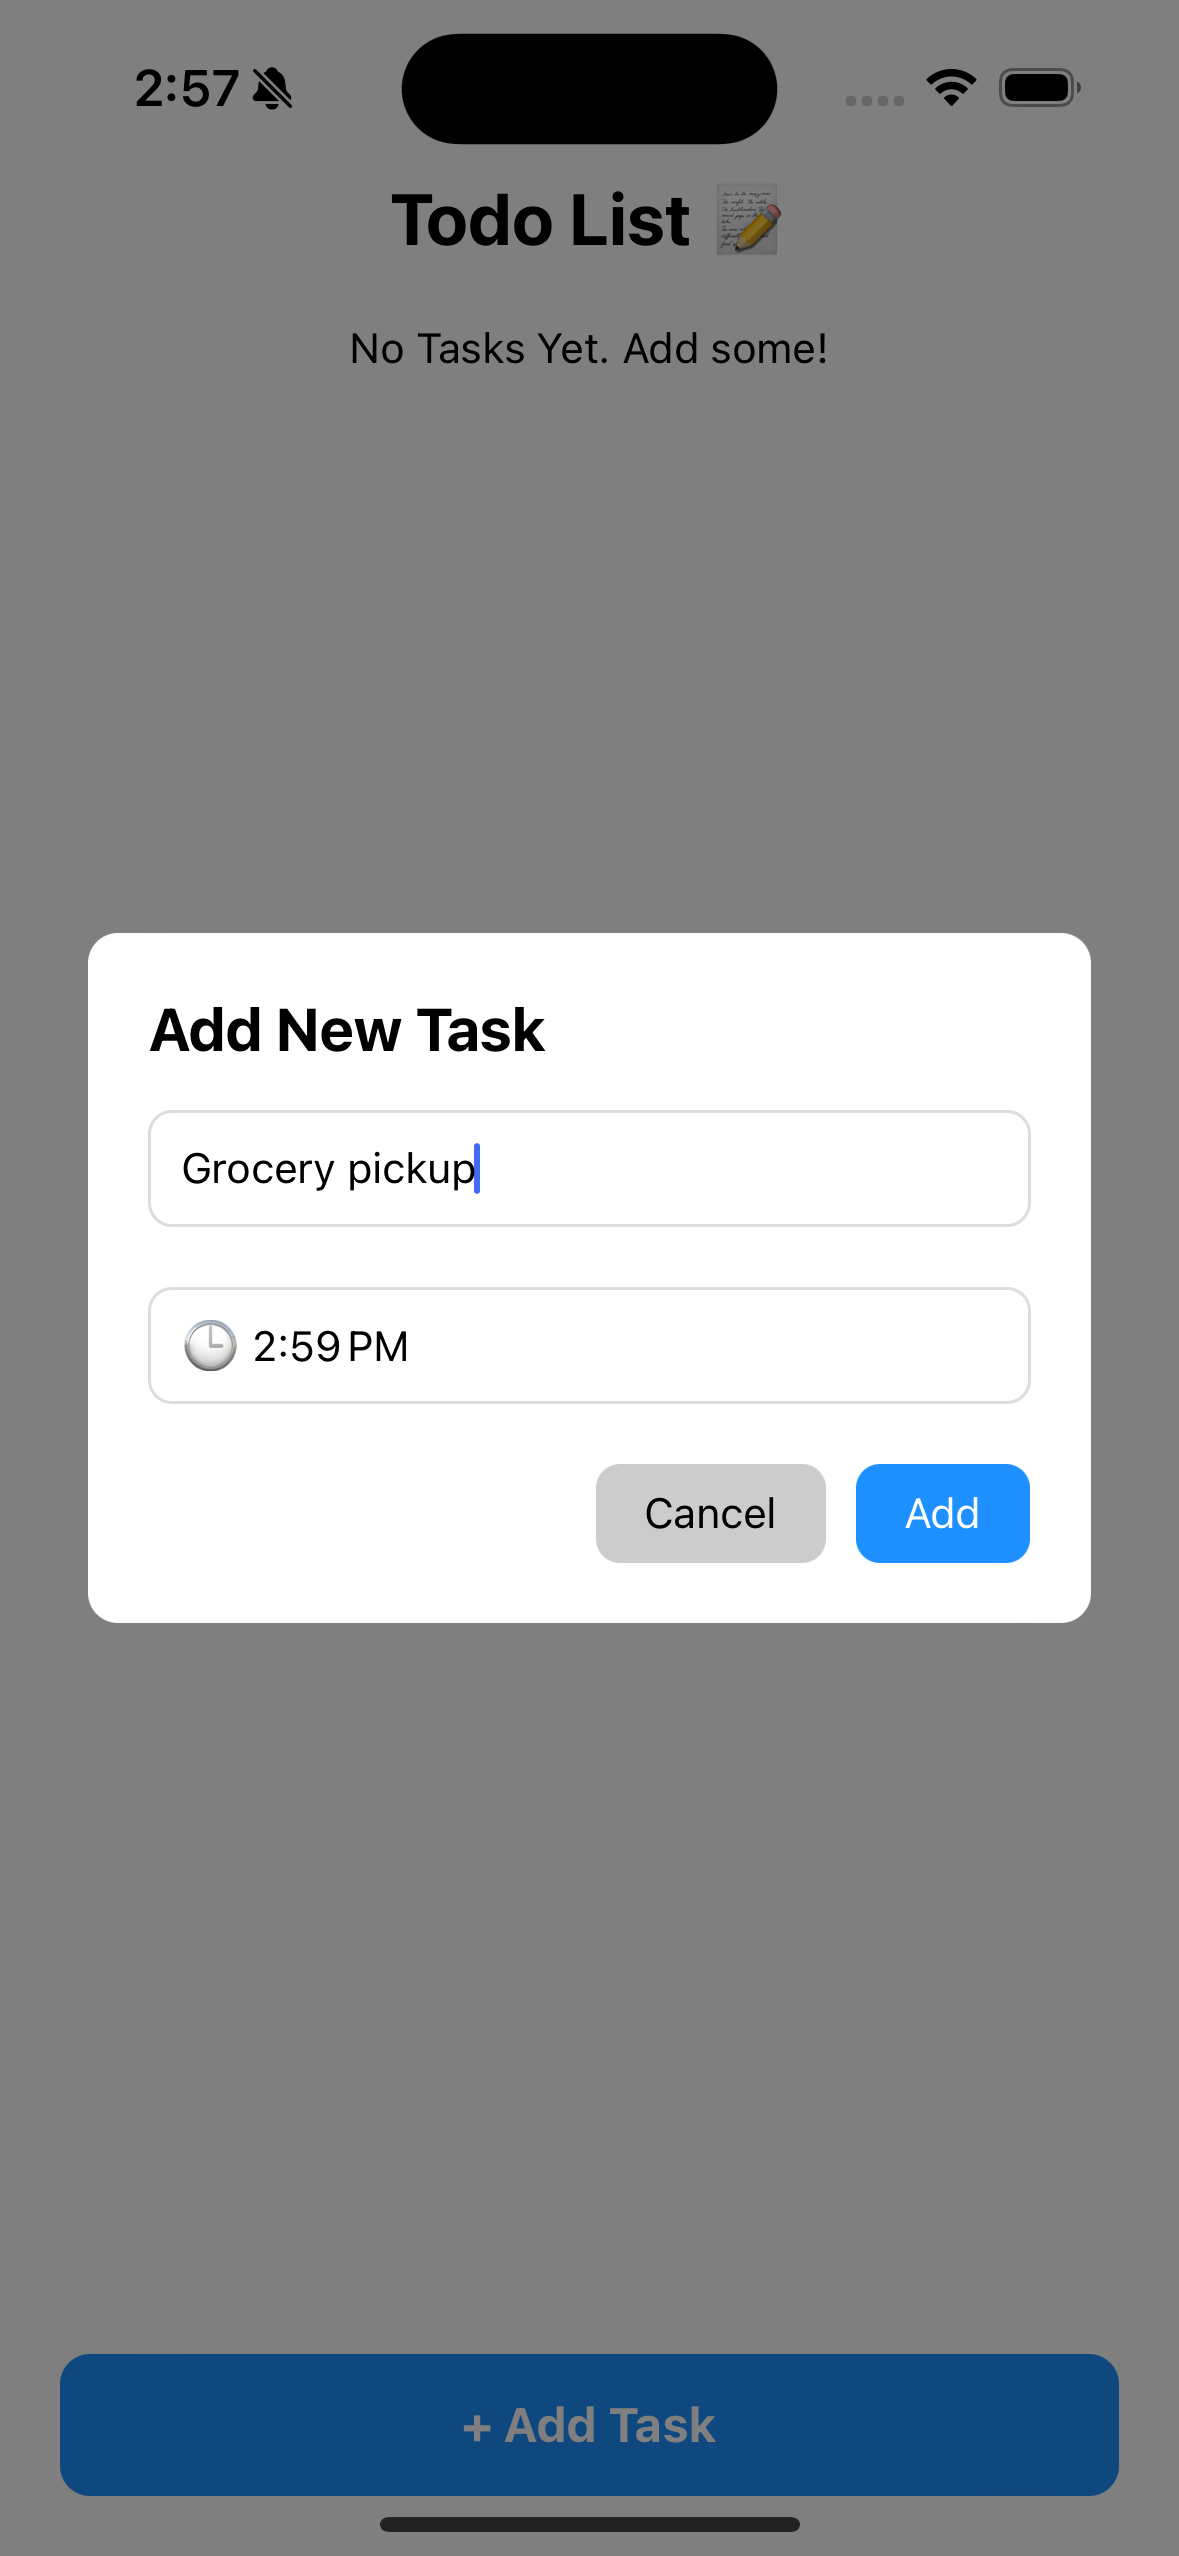 2:57
Todo List 📝
No Tasks Yet. Add some!
Add New Task
Grocery pickup
🕒 2:59 PM
Cancel Add
+ Add Task